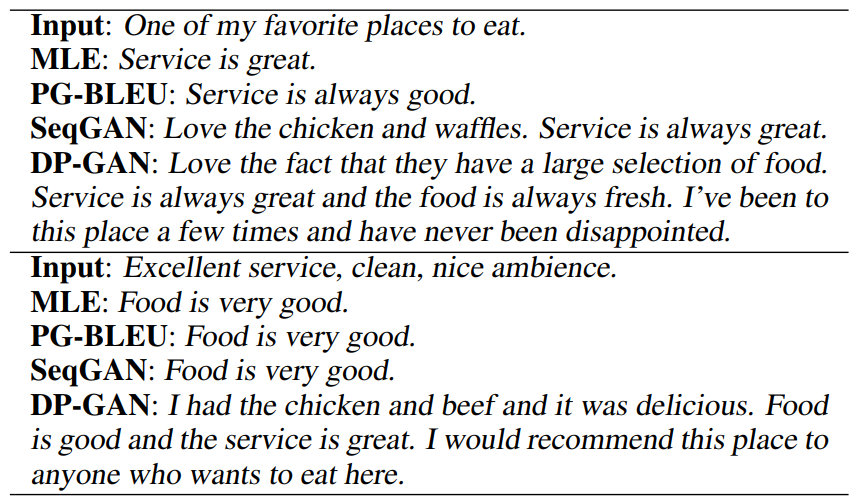 Input: One of my favorite places to eat.
MLE: Service is great.
PG-BLEU: Service is always good.
SeqGAN: Love the chicken and waffles. Service is always great.
DP-GAN: Love the fact that they have a large selection of food.
Service is always great and the food is always fresh. I've been to
this place a few times and have never been disappointed.
Input: Excellent service, clean, nice ambience.
MLE: Food is very good.
PG-BLEU: Food is very good.
SeqGAN: Food is very good.
DP-GAN: I had the chicken and beef and it was delicious. Food
is good and the service is great. I would recommend this place to
anyone who wants to eat here.